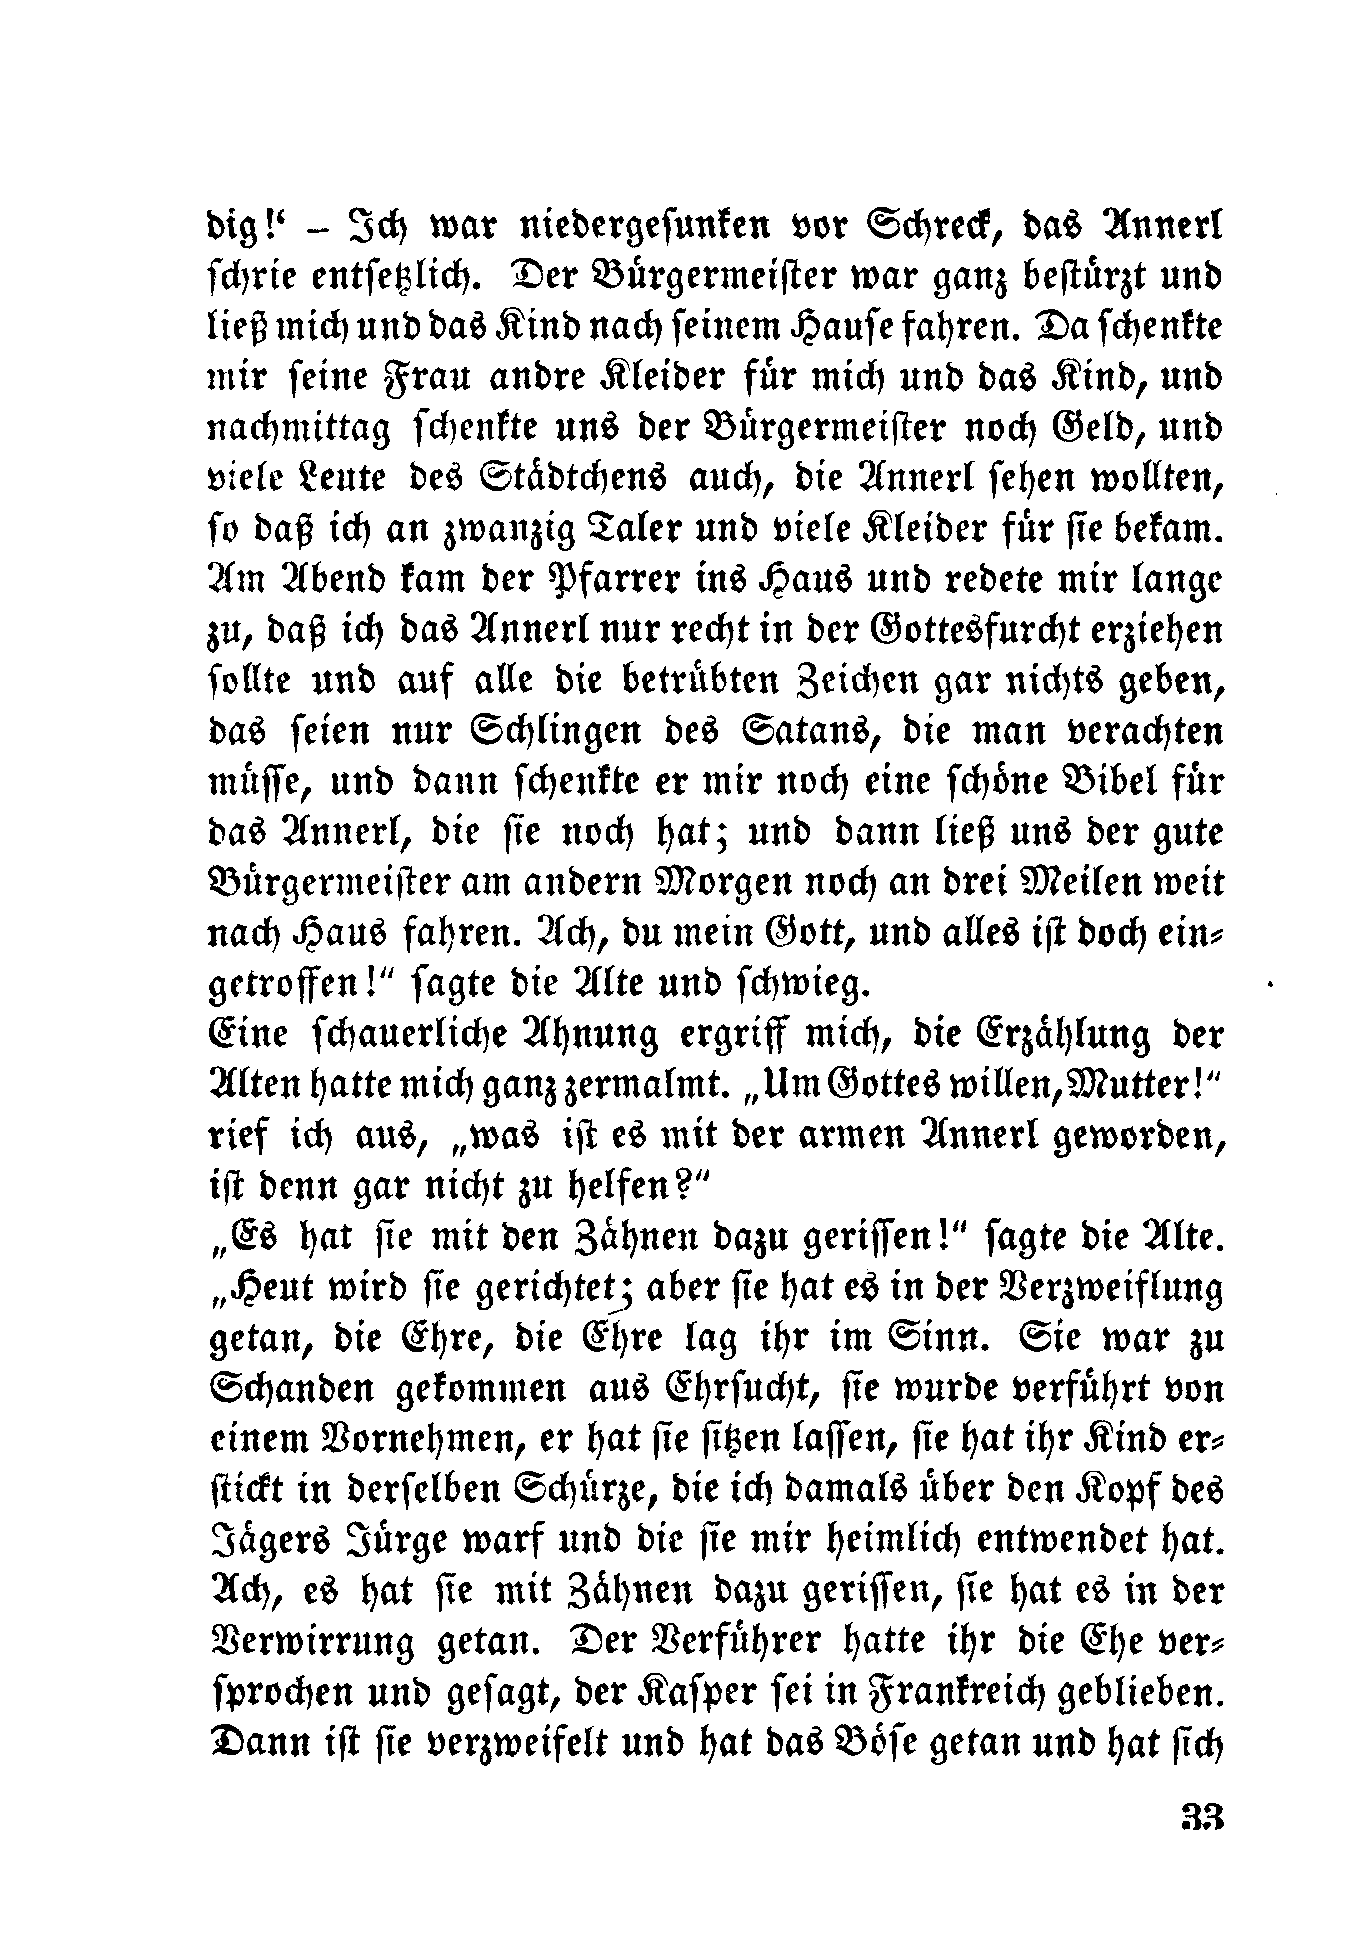 dig!‘ – Ich war niedergesunken vor Schreck, das Annerl
schrie entsetzlich. Der Bürgermeister war ganz bestürzt und
ließ mich und das Kind nach seinem Hause fahren. Da schenkte
mir seine Frau andre Kleider für mich und das Kind, und
nachmittag schenkte uns der Bürgermeister noch Geld, und
viele Leute des Städtchens auch, die Annerl sehen wollten,
so daß ich an zwanzig Taler und viele Kleider für sie bekam.
Am Abend kam der Pfarrer ins Haus und redete mir lange
zu, daß ich das Annerl nur recht in der Gottesfurcht erziehen
sollte und auf alle die betrübten Zeichen gar nichts geben,
das seien nur Schlingen des Satans, die man verachten
müsse, und dann schenkte er mir noch eine schöne Bibel für
das Annerl, die sie noch hat; und dann ließ uns der gute
Bürgermeister am andern Morgen noch an drei Meilen weit
nach Haus fahren. Ach, du mein Gott, und alles ist doch ein-
getroffen!“ sagte die Alte und schwieg.
Eine schauerliche Ahnung ergriff mich, die Erzählung der
Alten hatte mich ganz zermalmt. „Um Gottes willen, Mutter!“
rief ich aus, „was ist es mit der armen Annerl geworden,
ist denn gar nicht zu helfen?“
„Es hat sie mit den Zähnen dazu gerissen!“ sagte die Alte.
„Heut wird sie gerichtet; aber sie hat es in der Verzweiflung
getan, die Ehre, die Ehre lag ihr im Sinn. Sie war zu
Schanden gekommen aus Ehrsucht, sie wurde verführt von
einem Vornehmen, er hat sie sitzen lassen, sie hat ihr Kind er-
stickt in derselben Schürze, die ich damals über den Kopf des
Jägers Jürge warf und die sie mir heimlich entwendet hat.
Ach, es hat sie mit Zähnen dazu gerissen, sie hat es in der
Verwirrung getan. Der Verführer hatte ihr die Ehe ver-
sprochen und gesagt, der Kasper sei in Frankreich geblieben.
Dann ist sie verzweifelt und hat das Böse getan und hat sich
33